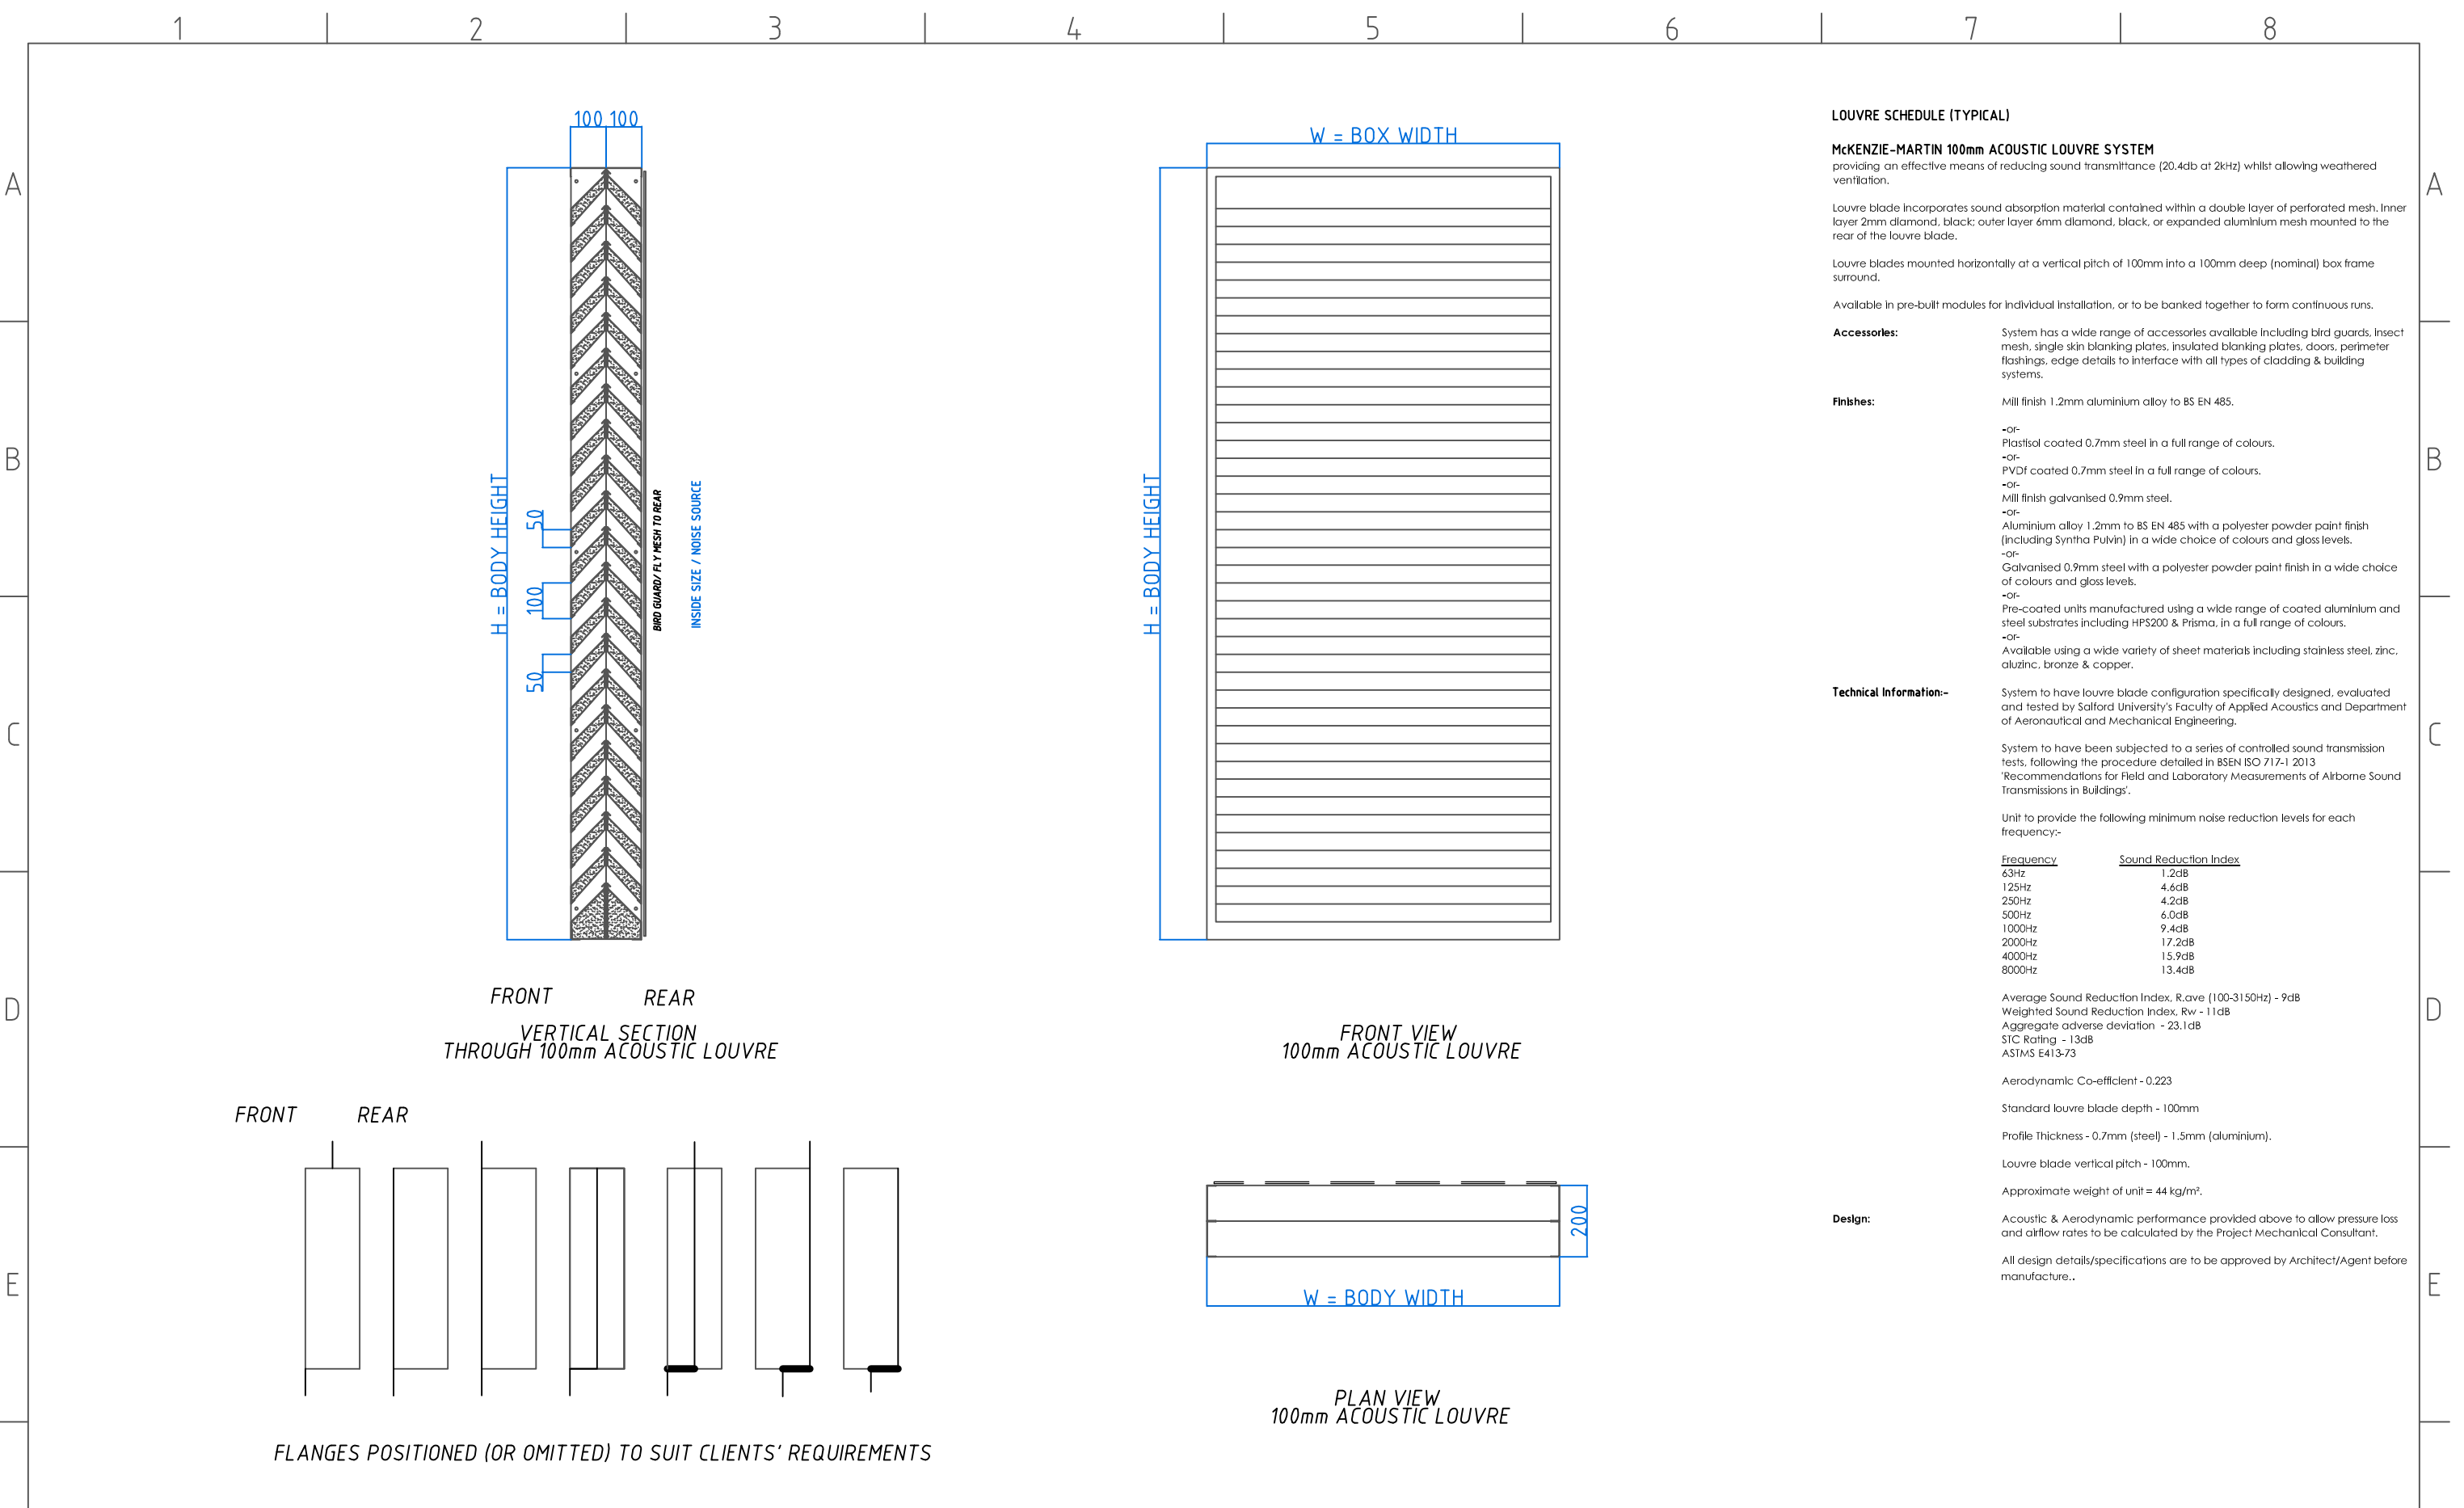 1 2 3 4 5 6 7 8
A A
B B
C C
D D
E E
100 100
H = BODY HEIGHT
50
100
50
BIRD GUARD/ FLY MESH TO REAR
INSIDE SIZE / NOISE SOURCE
FRONT REAR
VERTICAL SECTION
THROUGH 100mm ACOUSTIC LOUVRE
W = BOX WIDTH
H = BODY HEIGHT
FRONT VIEW
100mm ACOUSTIC LOUVRE
FRONT REAR
FLANGES POSITIONED (OR OMITTED) TO SUIT CLIENTS' REQUIREMENTS
200
W = BODY WIDTH
PLAN VIEW
100mm ACOUSTIC LOUVRE
LOUVRE SCHEDULE (TYPICAL)
McKENZIE-MARTIN 100mm ACOUSTIC LOUVRE SYSTEM
providing an effective means of reducing sound transmittance (20.4db at 2kHz) whilst allowing weathered
ventilation.
Louvre blade incorporates sound absorption material contained within a double layer of perforated mesh. Inner
layer 2mm diamond, black; outer layer 6mm diamond, black, or expanded aluminium mesh mounted to the
rear of the louvre blade.
Louvre blades mounted horizontally at a vertical pitch of 100mm into a 100mm deep (nominal) box frame
surround.
Available in pre-built modules for individual installation, or to be banked together to form continuous runs.
Accessories: System has a wide range of accessories available including bird guards, insect
mesh, single skin blanking plates, insulated blanking plates, doors, perimeter
flashings, edge details to interface with all types of cladding & building
systems.
Finishes: Mill finish 1.2mm aluminium alloy to BS EN 485.
-or-
Plastisol coated 0.7mm steel in a full range of colours.
-or-
PVDf coated 0.7mm steel in a full range of colours.
-or-
Mill finish galvanised 0.9mm steel.
-or-
Aluminium alloy 1.2mm to BS EN 485 with a polyester powder paint finish
(including Syntha Pulvin) in a wide choice of colours and gloss levels.
-or-
Galvanised 0.9mm steel with a polyester powder paint finish in a wide choice
of colours and gloss levels.
-or-
Pre-coated units manufactured using a wide range of coated aluminium and
steel substrates including HPS200 & Prisma, in a full range of colours.
-or-
Available using a wide variety of sheet materials including stainless steel, zinc,
aluzinc, bronze & copper.
Technical Information:- System to have louvre blade configuration specifically designed, evaluated
and tested by Salford University's Faculty of Applied Acoustics and Department
of Aeronautical and Mechanical Engineering.
System to have been subjected to a series of controlled sound transmission
tests, following the procedure detailed in BSEN ISO 717-1 2013
'Recommendations for Field and Laboratory Measurements of Airborne Sound
Transmissions in Buildings'.
Unit to provide the following minimum noise reduction levels for each
frequency:-
Frequency Sound Reduction Index
63Hz 1.2dB
125Hz 4.6dB
250Hz 4.2dB
500Hz 6.0dB
1000Hz 9.4dB
2000Hz 17.2dB
4000Hz 15.9dB
8000Hz 13.4dB
Average Sound Reduction Index, R.ave (100-3150Hz) - 9dB
Weighted Sound Reduction Index, Rw - 11dB
Aggregate adverse deviation - 23.1dB
STC Rating - 13dB
ASTMS E413-73
Aerodynamic Co-efficient - 0.223
Standard louvre blade depth - 100mm
Profile Thickness - 0.7mm (steel) - 1.5mm (aluminium).
Louvre blade vertical pitch - 100mm.
Approximate weight of unit = 44 kg/m².
Design: Acoustic & Aerodynamic performance provided above to allow pressure loss
and airflow rates to be calculated by the Project Mechanical Consultant.
All design details/specifications are to be approved by Architect/Agent before
manufacture..